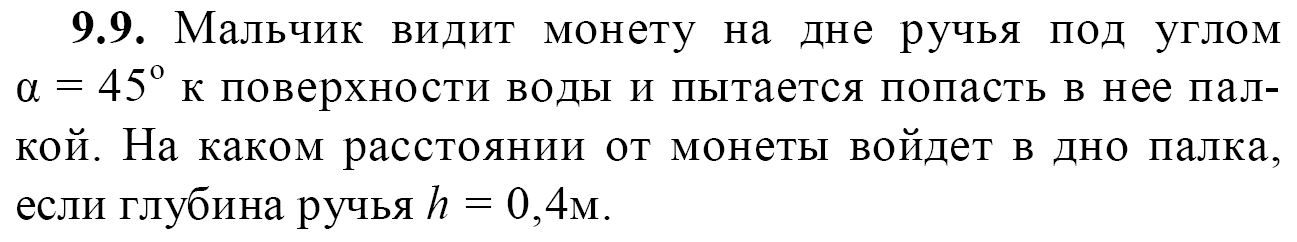 9.9. Мальчик видит монету на дне ручья под углом
α = 45° к поверхности воды и пытается попасть в нее пал-
кой. На каком расстоянии от монеты войдет в дно палка,
если глубина ручья h = 0,4м.